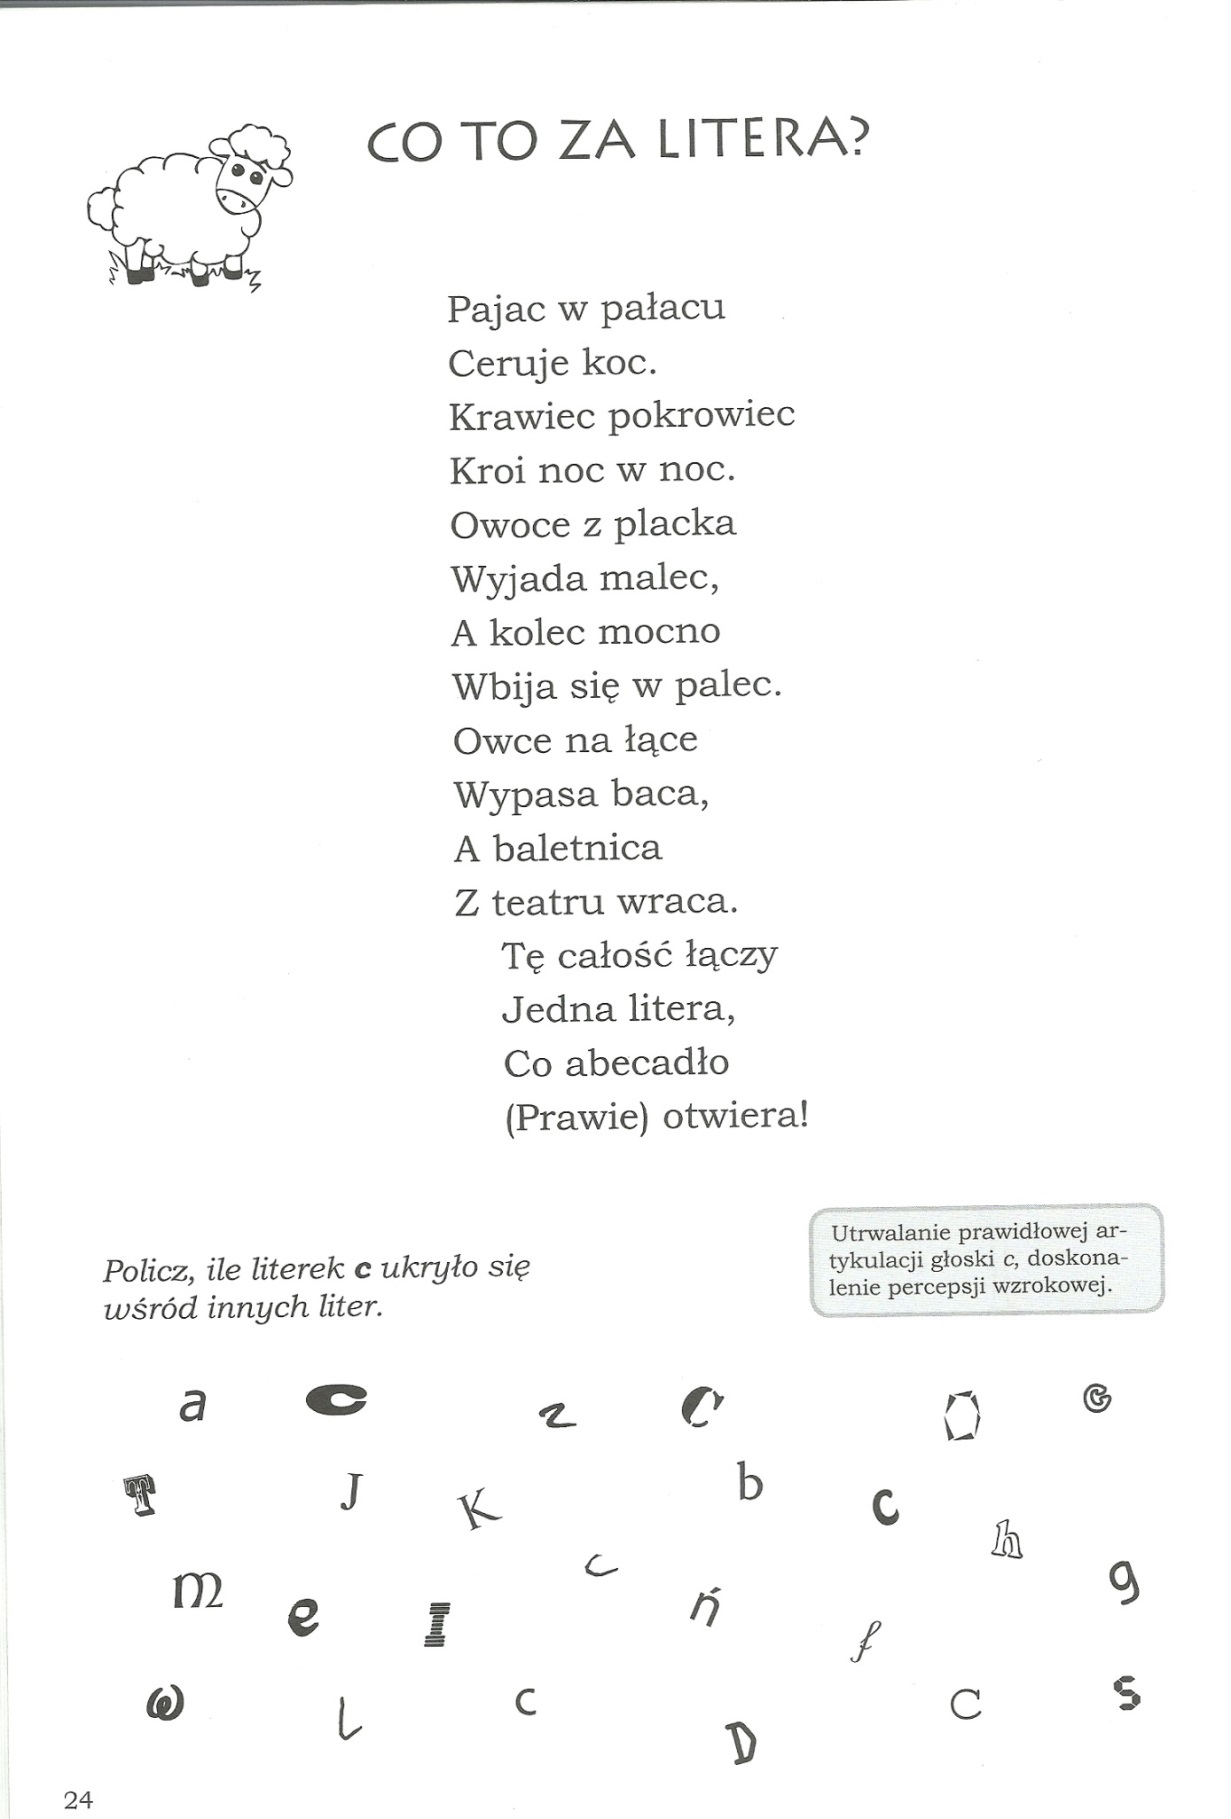 CO TO ZA LITERA?
Pajac w pałacu
Ceruje koc.
Krawiec pokrowiec
Kroi noc w noc.
Owoce z placka
Wyjada malec,
A kolec mocno
Wbija się w palec.
Owce na łące
Wypasa baca,
A baletnica
Z teatru wraca.
Tę całość łączy
Jedna litera,
Co abecadło
(Prawie) otwiera!
Utrwalanie prawidłowej ar-
tykulacji głoski c, doskona-
lenie percepsji wzrokowej.
Policz, ile literek c ukryło się
wśród innych liter.
a c z C O c
T J K b c h
m e I c ń f g
w l c D C s
24